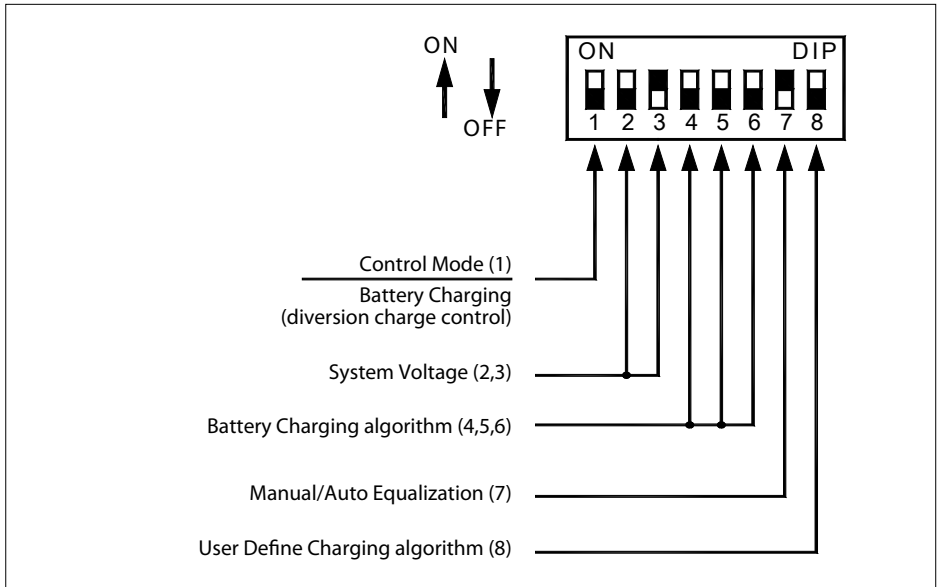 ON
OFF
ON DIP
1 2 3 4 5 6 7 8
Control Mode (1)
Battery Charging
(diversion charge control)
System Voltage (2,3)
Battery Charging algorithm (4,5,6)
Manual/Auto Equalization (7)
User Define Charging algorithm (8)